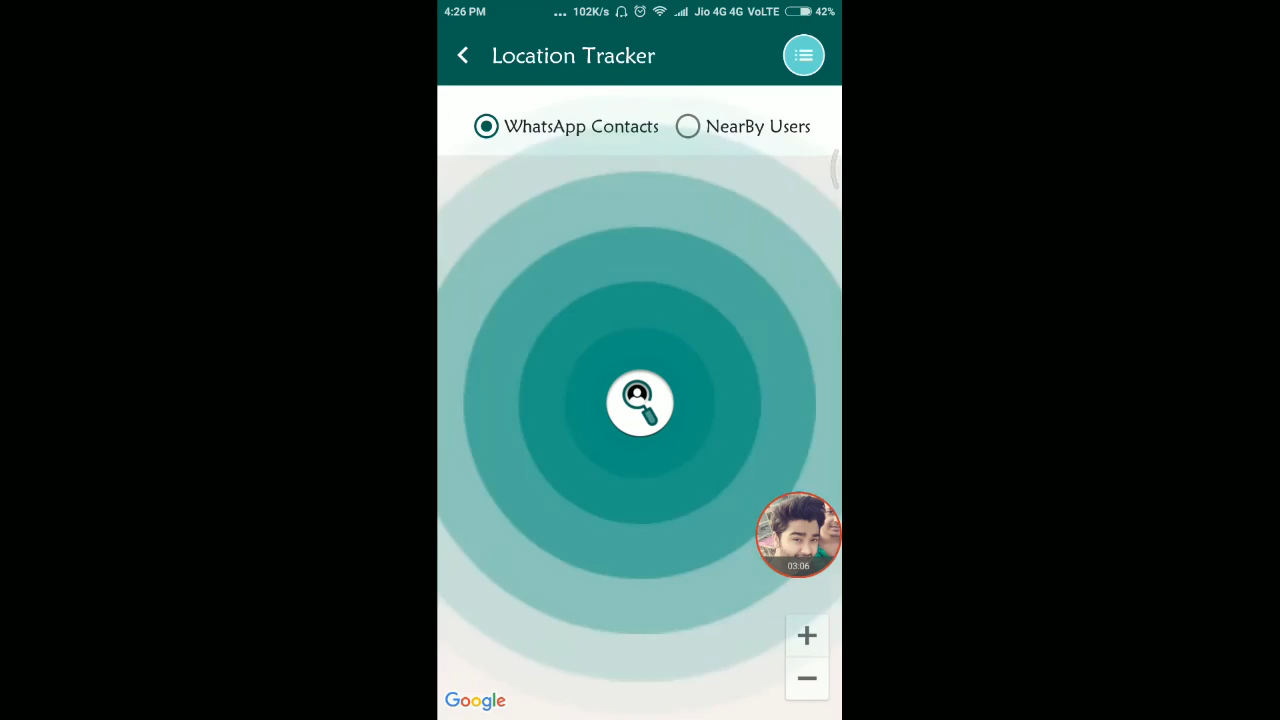 4:26 PM ... 102K/s Jio 4G 4G VoLTE 42%
Location Tracker
WhatsApp Contacts NearBy Users
03:06
Google